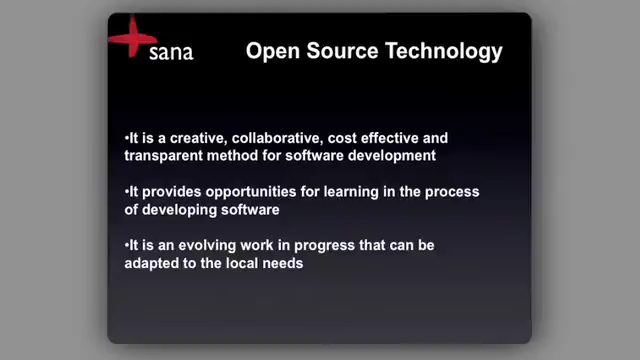 sana
Open Source Technology
•It is a creative, collaborative, cost effective and
transparent method for software development
•It provides opportunities for learning in the process
of developing software
•It is an evolving work in progress that can be
adapted to the local needs